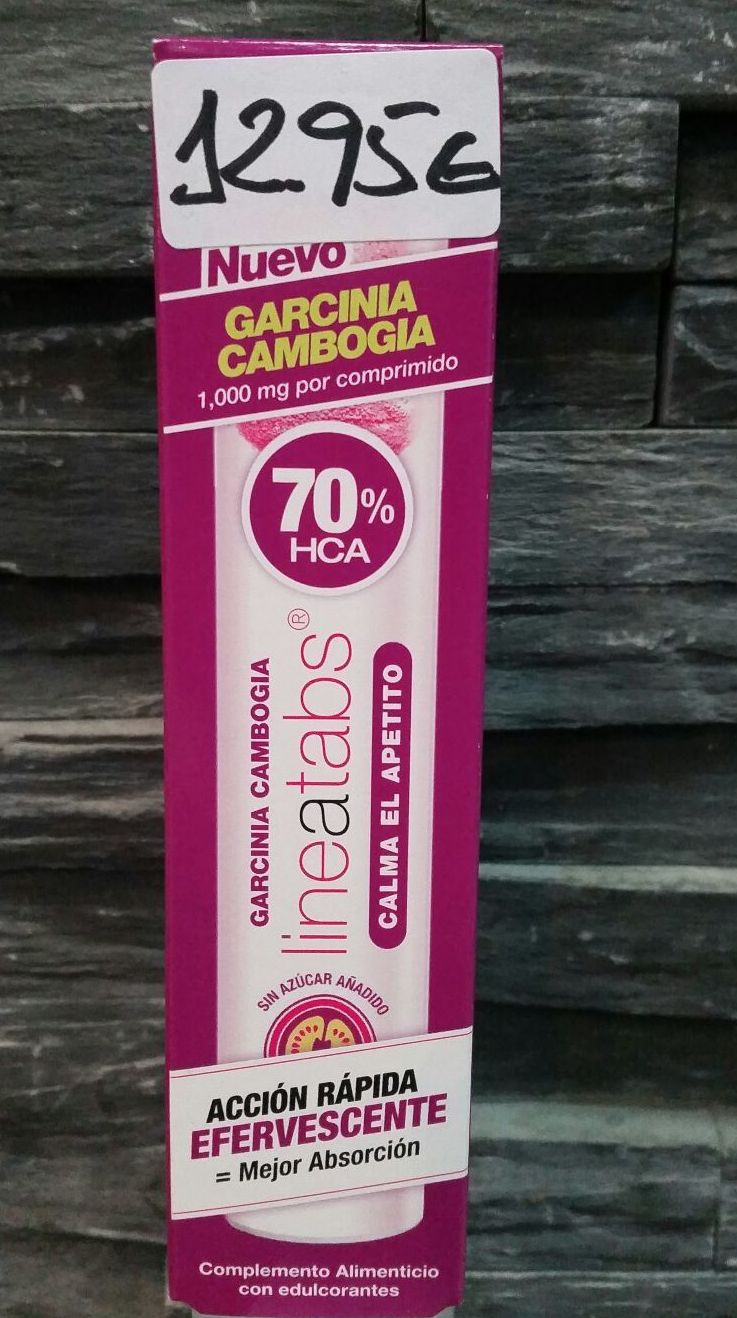 12.95€
Nuevo
GARCINIA
CAMBOGIA
1,000 mg por comprimido
70%
HCA
GARCINIA CAMBOGIA
lineatabs®
CALMA EL APETITO
SIN AZÚCAR AÑADIDO
ACCIÓN RÁPIDA
EFERVESCENTE
= Mejor Absorción
Complemento Alimenticio
con edulcorantes